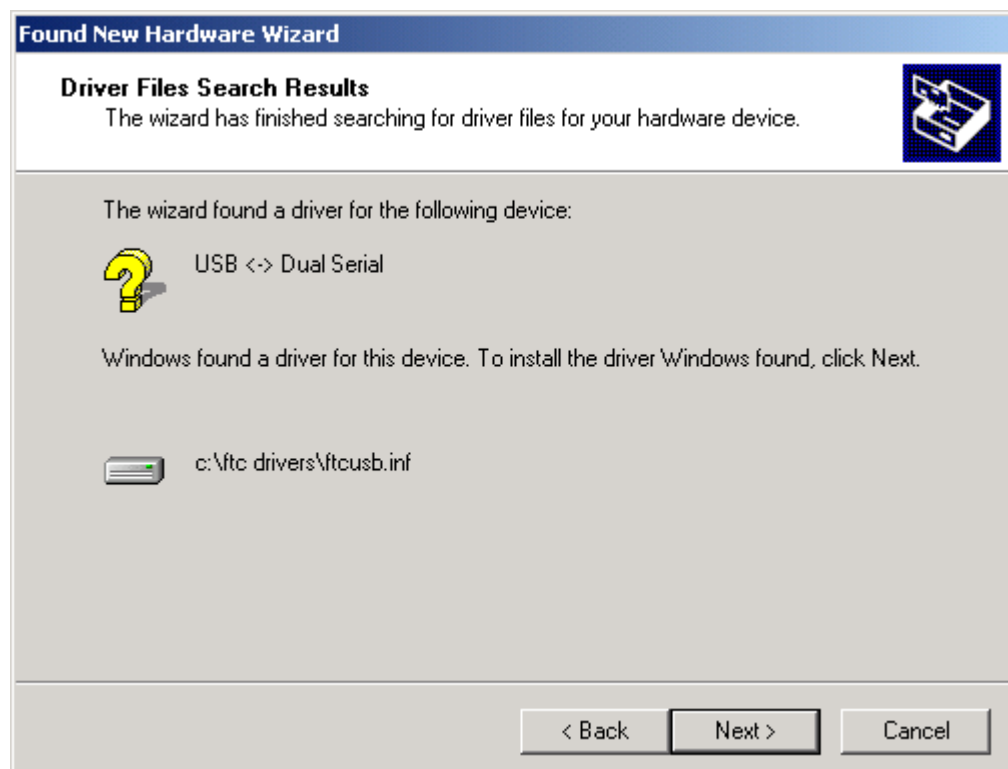 Found New Hardware Wizard
Driver Files Search Results
The wizard has finished searching for driver files for your hardware device.
The wizard found a driver for the following device:
USB <-> Dual Serial
Windows found a driver for this device. To install the driver Windows found, click Next.
c:\ftc drivers\ftcusb.inf
< Back
Next >
Cancel